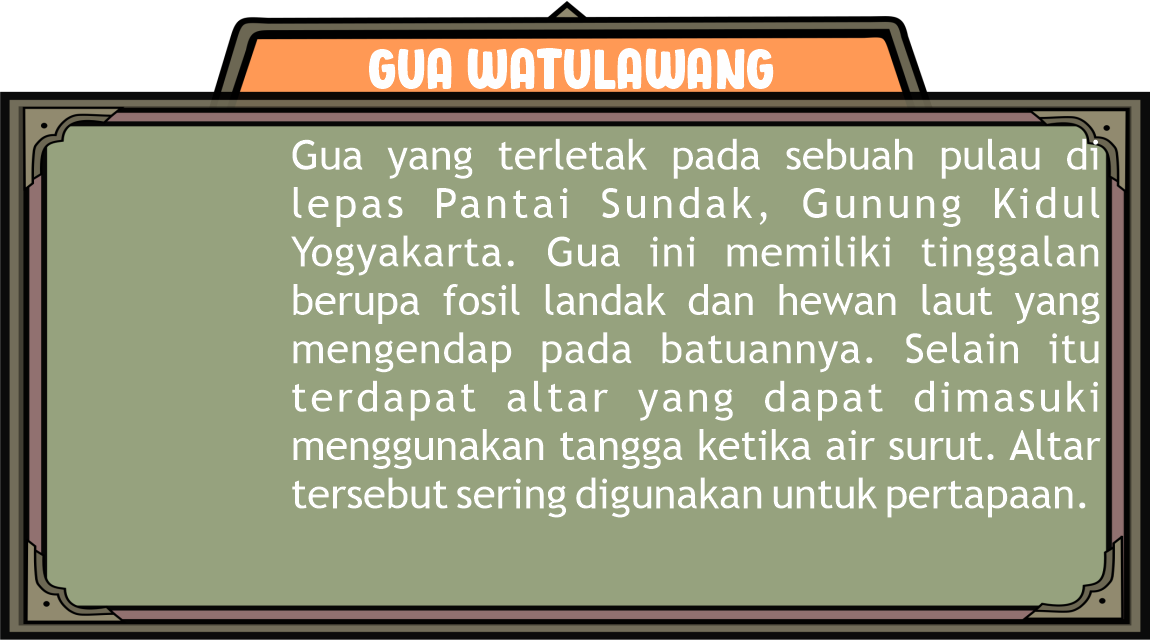 GUA WATULAWANG
Gua yang terletak pada sebuah pulau di
lepas Pantai Sundak, Gunung Kidul
Yogyakarta. Gua ini memiliki tinggalan
berupa fosil landak dan hewan laut yang
mengendap pada batuannya. Selain itu
terdapat altar yang dapat dimasuki
menggunakan tangga ketika air surut. Altar
tersebut sering digunakan untuk pertapaan.